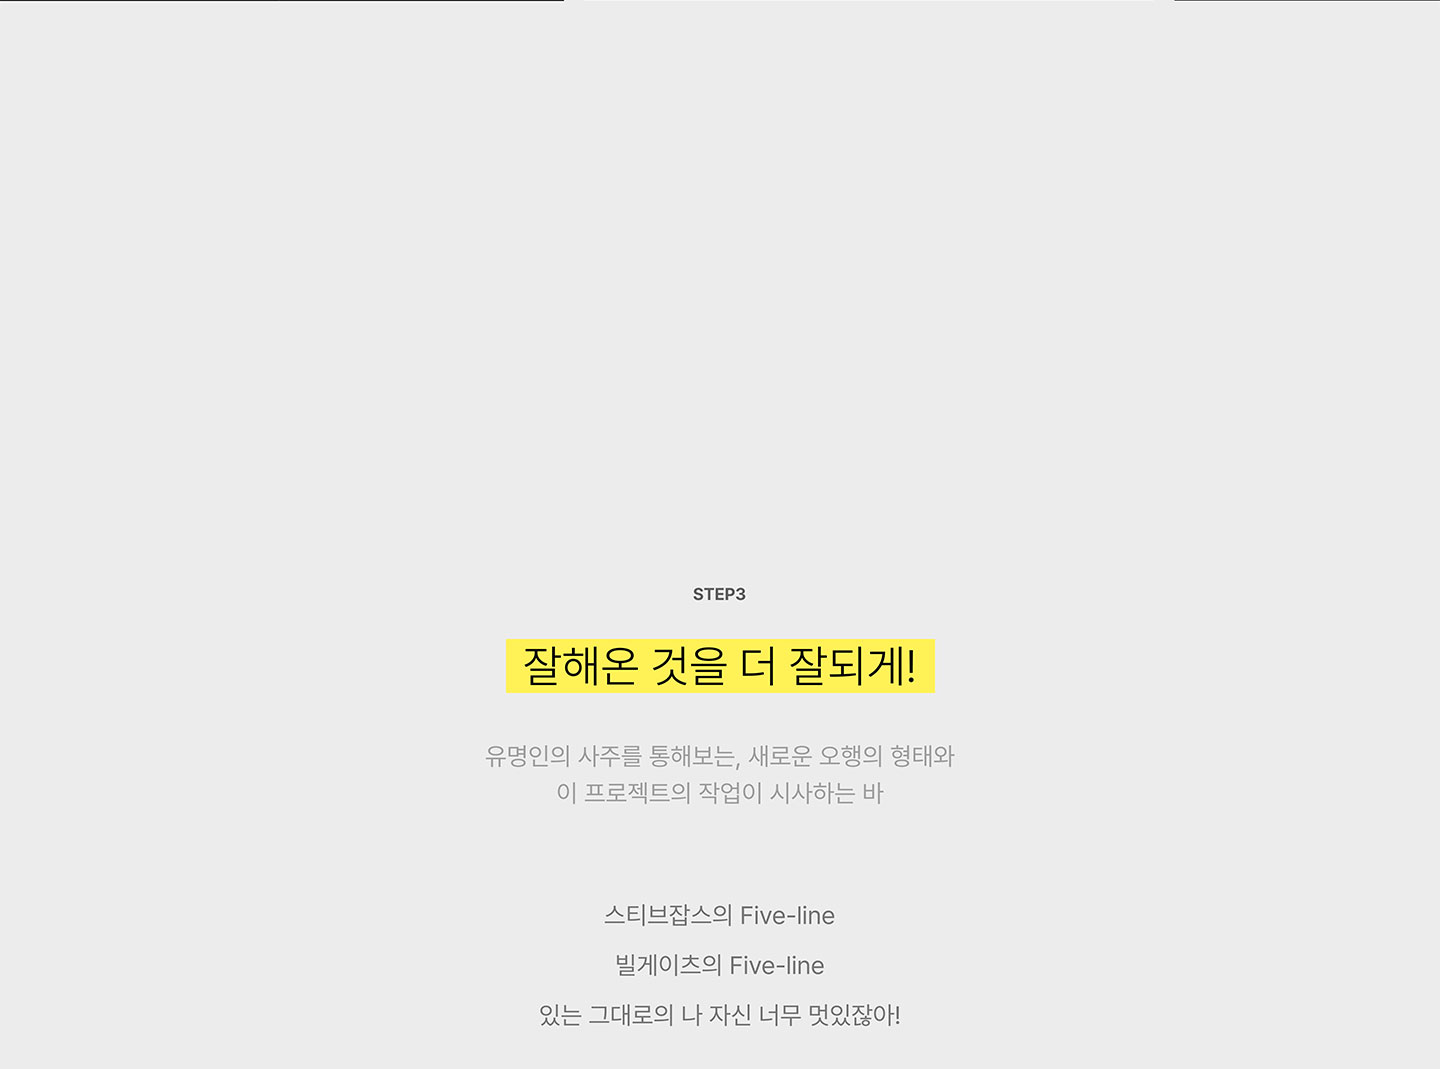 STEP3
잘해온 것을 더 잘되게!
유명인의 사주를 통해보는, 새로운 오행의 형태와
이 프로젝트의 작업이 시사하는 바
스티브잡스의 Five-line
빌게이츠의 Five-line
있는 그대로의 나 자신 너무 멋있잖아!